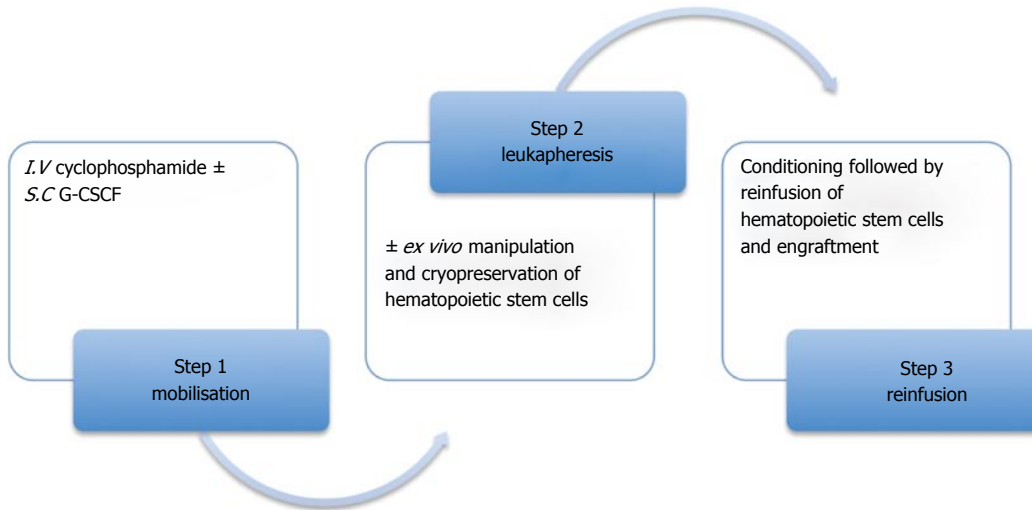 I.V cyclophosphamide ±
S.C G-CSCF
Step 1
mobilisation
Step 2
leukapheresis
± ex vivo manipulation
and cryopreservation of
hematopoietic stem cells
Conditioning followed by
reinfusion of
hematopoietic stem cells
and engraftment
Step 3
reinfusion